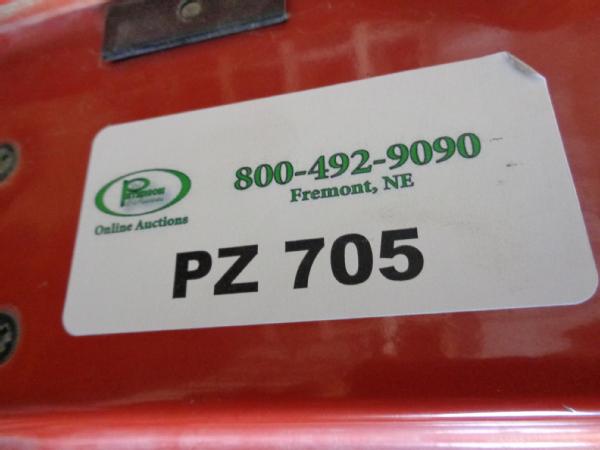 800-492-9090
Fremont, NE
Online Auctions
PZ 705